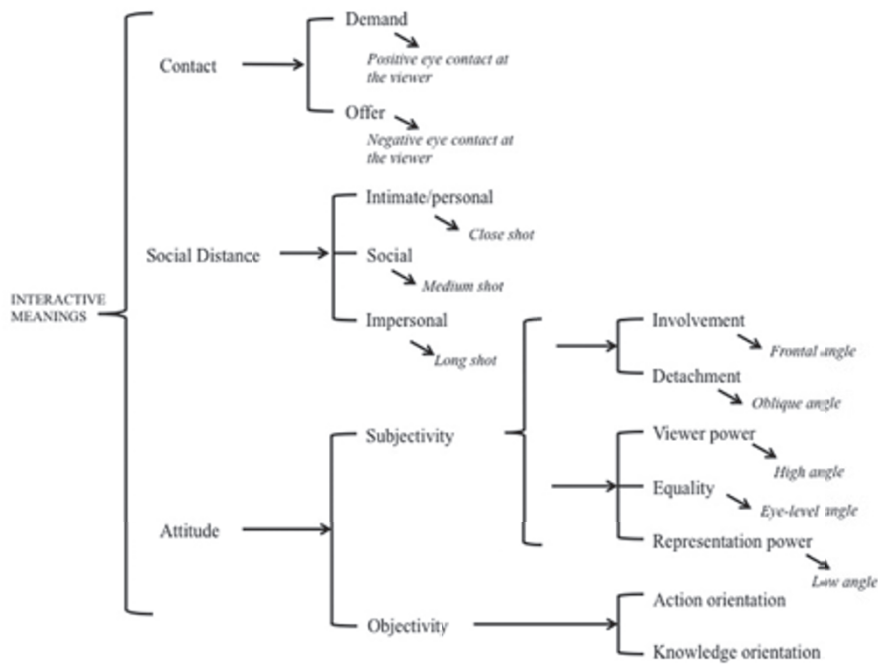 Demand
Positive eye contact at
the viewer
Contact
Offer
Negative eye contact at
the viewer
Intimate/personal
Close shot
Social Distance
Social
Medium shot
INTERACTIVE
MEANINGS
Impersonal
Long shot
Involvement
Frontal angle
Detachment
Oblique angle
Subjectivity
Viewer power
High angle
Equality
Eye-level angle
Attitude
Representation power
Low angle
Objectivity
Action orientation
Knowledge orientation